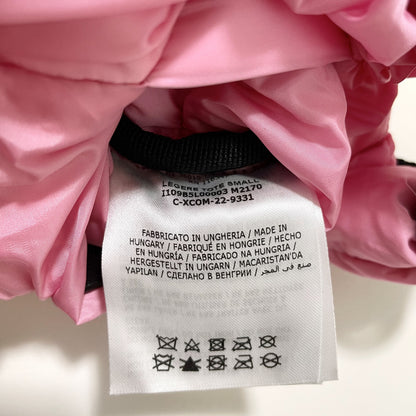 LEGERE TOTE SMALL
I109B5L00003 M2170
C-XCOM-22-9331
FABBRICATO IN UNGHERIA / MADE IN
HUNGARY / FABRIQUÉ EN HONGRIE / HECHO
EN HUNGRÍA / FABRICADO NA HUNGRIA /
HERGESTELLT IN UNGARN / MACARISTAN'DA
YAPILAN / СДЕЛАНО В ВЕНГРИИ / صنع في المجر